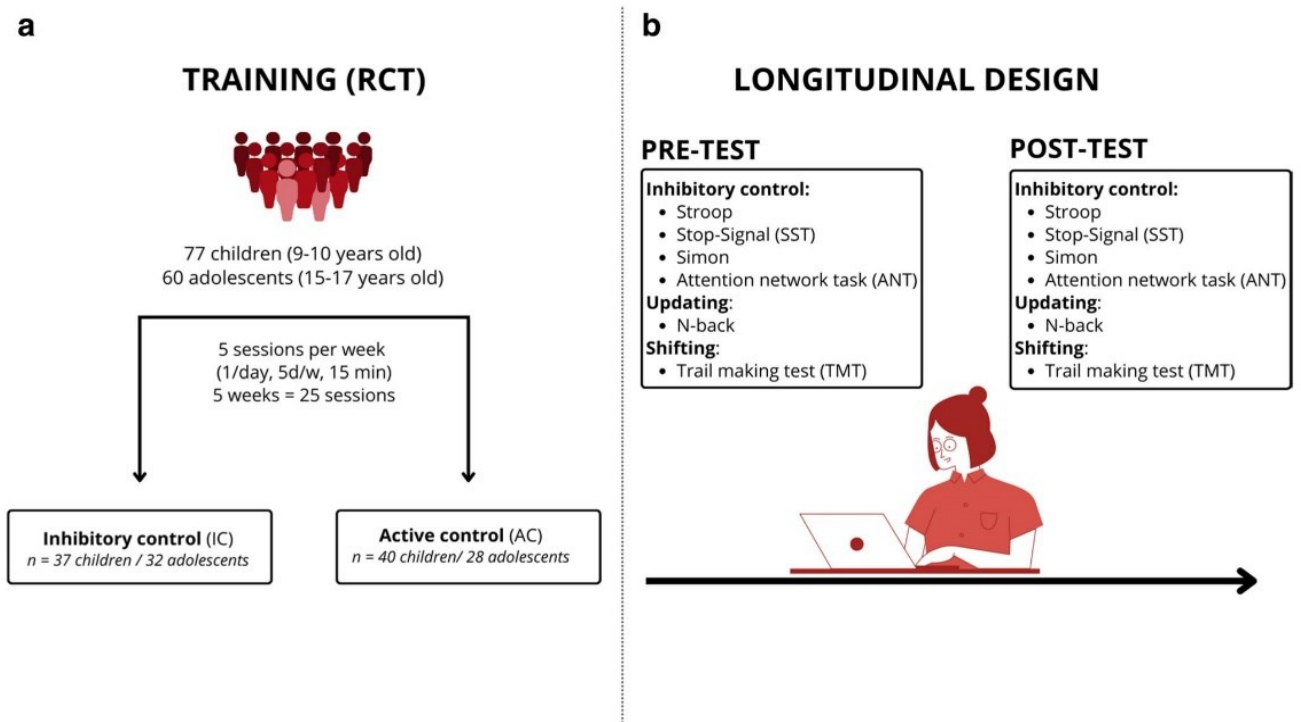 a
TRAINING (RCT)
77 children (9-10 years old)
60 adolescents (15-17 years old)
5 sessions per week
(1/day, 5d/w, 15 min)
5 weeks = 25 sessions
Inhibitory control (IC)
n = 37 children / 32 adolescents
Active control (AC)
n = 40 children/ 28 adolescents
b
LONGITUDINAL DESIGN
PRE-TEST
Inhibitory control:
• Stroop
• Stop-Signal (SST)
• Simon
• Attention network task (ANT)
Updating:
• N-back
Shifting:
• Trail making test (TMT)
POST-TEST
Inhibitory control:
• Stroop
• Stop-Signal (SST)
• Simon
• Attention network task (ANT)
Updating:
• N-back
Shifting:
• Trail making test (TMT)